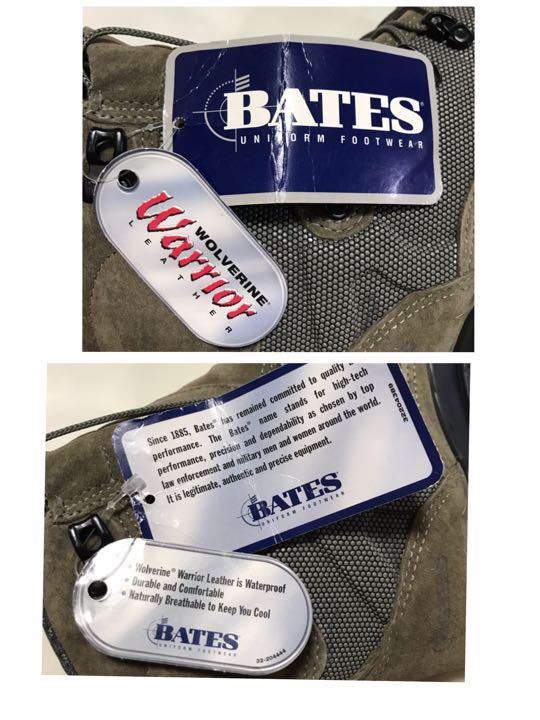 BATES®
UNIFORM FOOTWEAR
WOLVERINE®
Warrior
LEATHER
Since 1885, Bates® has remained committed to quality
performance. The Bates® name stands for high-tech
performance, precision and dependability as chosen by top
law enforcement and military men and women around the world.
It is legitimate, authentic and precise equipment.
BATES®
UNIFORM FOOTWEAR
• Wolverine® Warrior Leather is Waterproof
• Durable and Comfortable
• Naturally Breathable to Keep You Cool
BATES
UNIFORM FOOTWEAR
32-204444